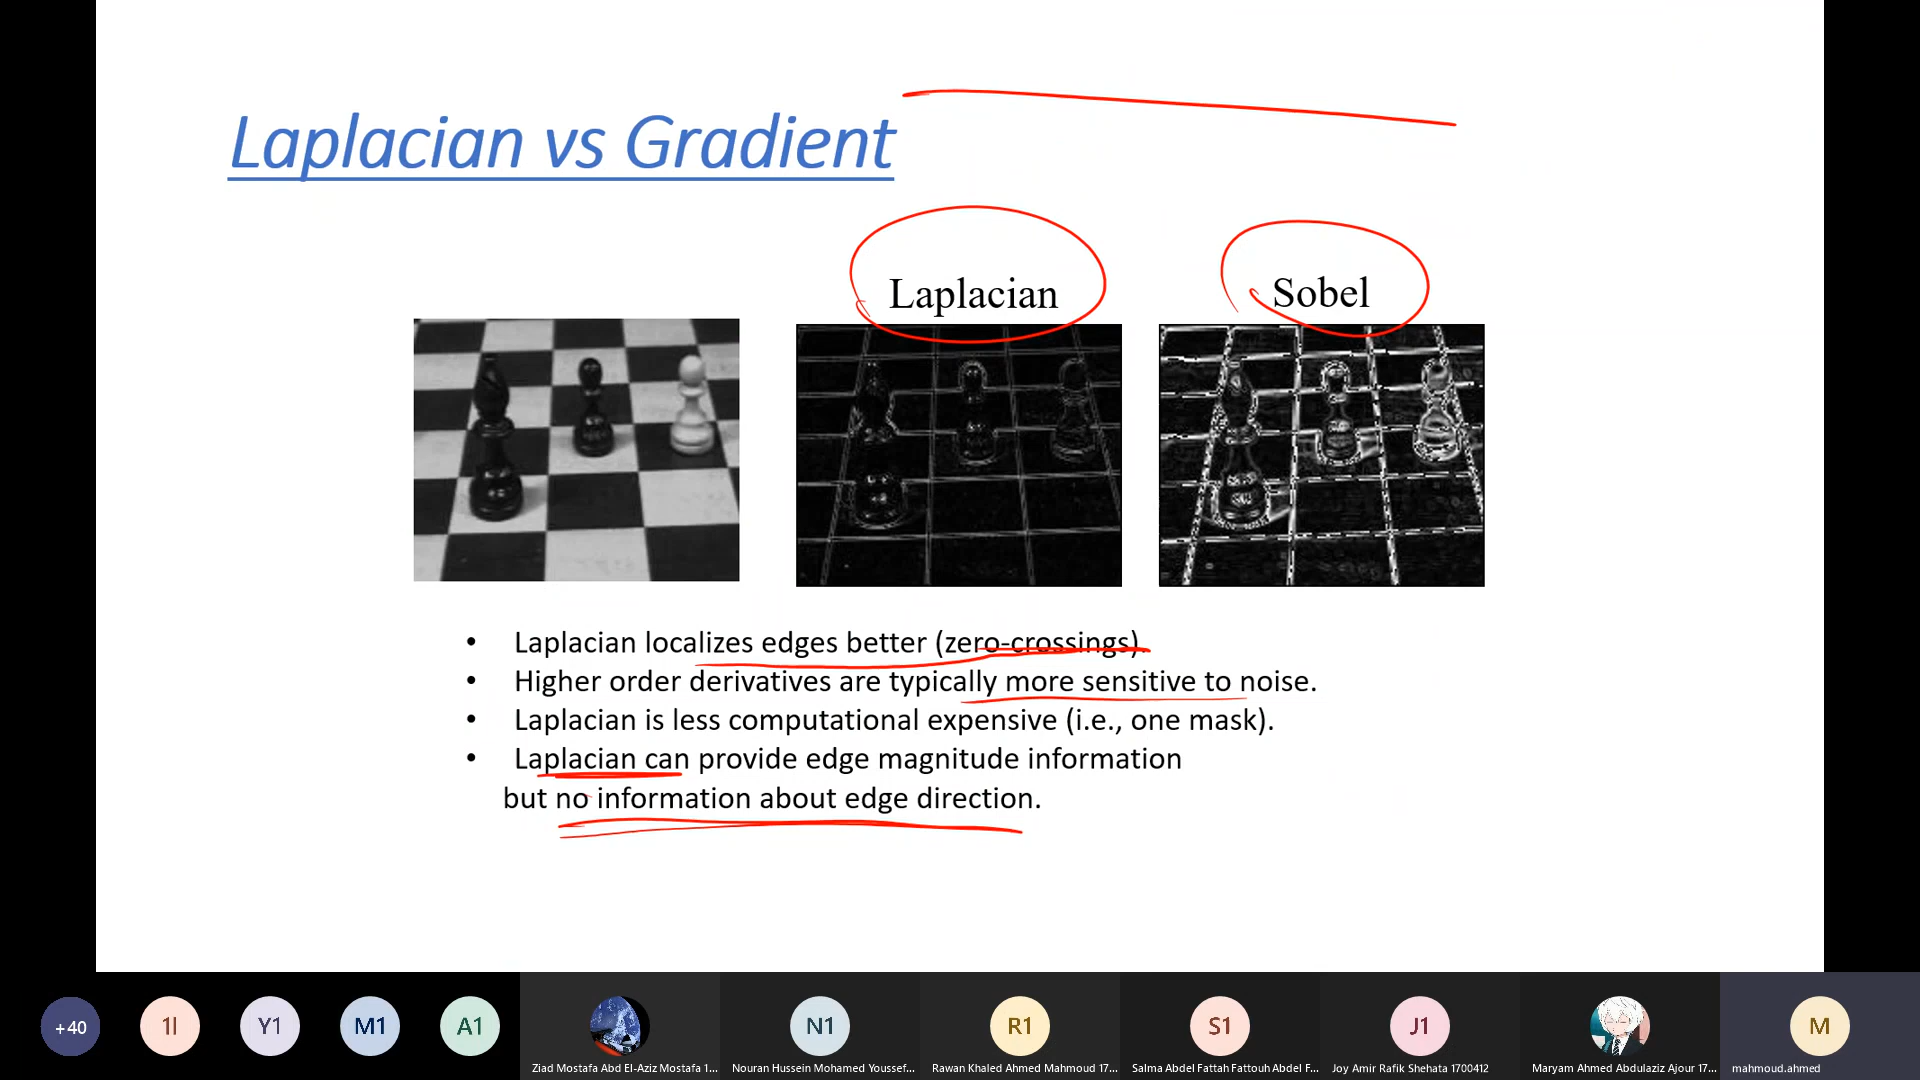 Laplacian vs Gradient
Laplacian
Sobel
• Laplacian localizes edges better (zero-crossings).
• Higher order derivatives are typically more sensitive to noise.
• Laplacian is less computational expensive (i.e., one mask).
• Laplacian can provide edge magnitude information
but no information about edge direction.
+40
1I
Y1
M1
A1
N1
R1
S1
J1
M
Ziad Mostafa Abd El-Aziz Mostafa 1...
Nouran Hussein Mohamed Youssef...
Rawan Khaled Ahmed Mahmoud 17...
Salma Abdel Fattah Fattouh Abdel F...
Joy Amir Rafik Shehata 1700412
Maryam Ahmed Abdulaziz Ajour 17...
mahmoud.ahmed